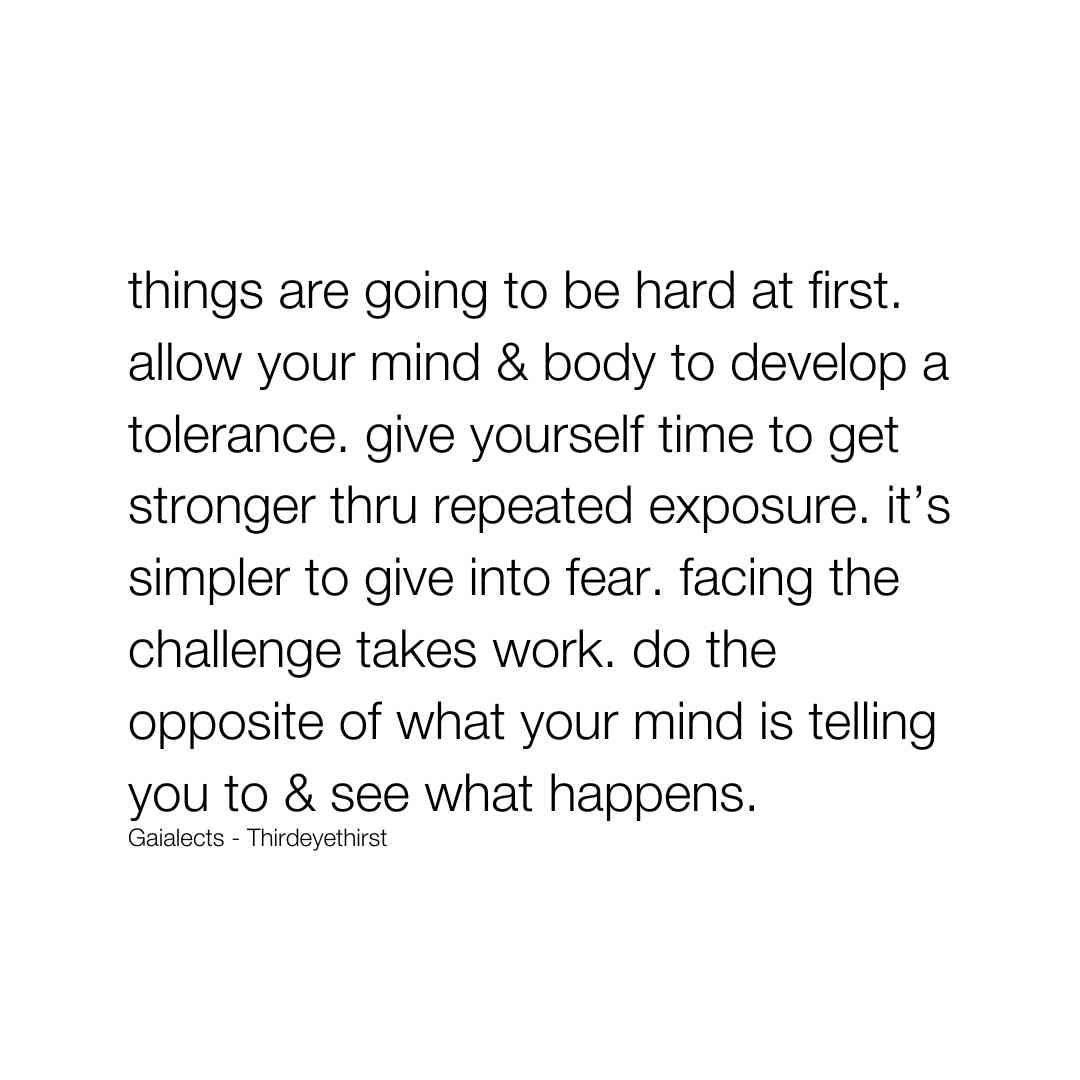 things are going to be hard at first.
allow your mind & body to develop a
tolerance. give yourself time to get
stronger thru repeated exposure. it’s
simpler to give into fear. facing the
challenge takes work. do the
opposite of what your mind is telling
you to & see what happens.
Gaialects - Thirdeyethirst